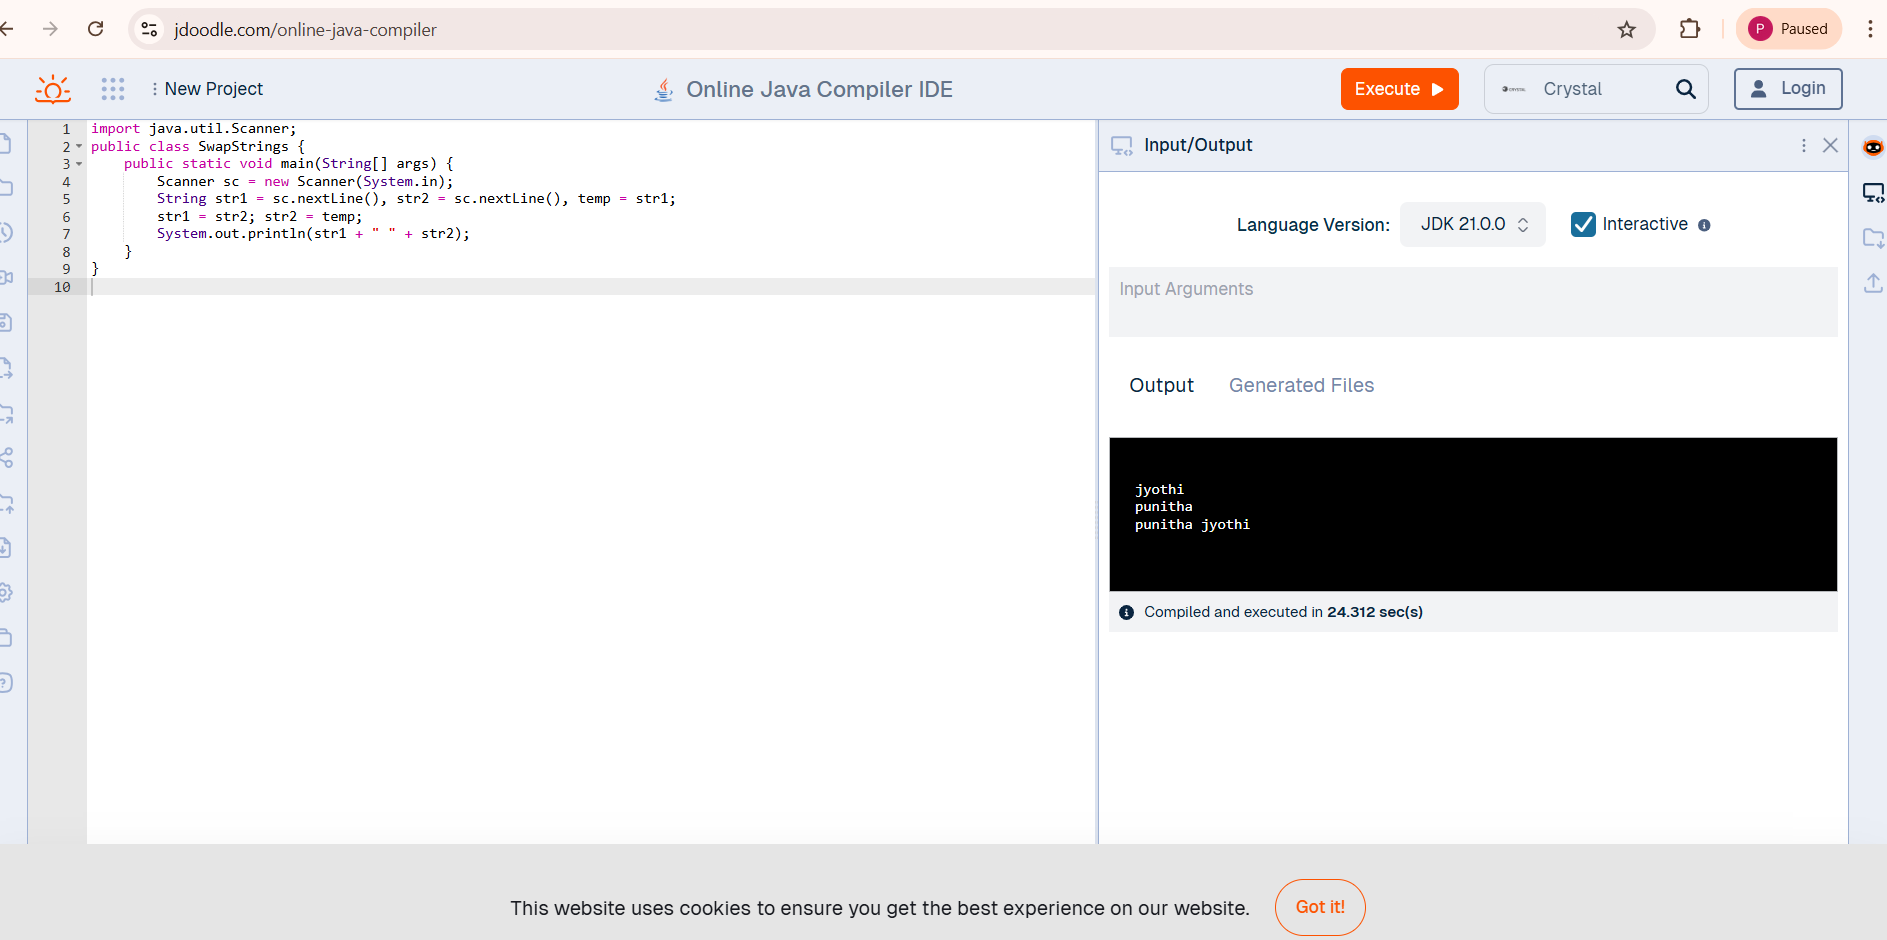 jdoodle.com/online-java-compiler
P Paused
New Project
Online Java Compiler IDE
Execute
CRYSTAL Crystal
Login
1 import java.util.Scanner;
2 public class SwapStrings {
3 public static void main(String[] args) {
4 Scanner sc = new Scanner(System.in);
5 String str1 = sc.nextLine(), str2 = sc.nextLine(), temp = str1;
6 str1 = str2; str2 = temp;
7 System.out.println(str1 + " " + str2);
8 }
9 }
10
Input/Output
Language Version: JDK 21.0.0 Interactive
Input Arguments
Output Generated Files
jyothi
punitha
punitha jyothi
Compiled and executed in 24.312 sec(s)
This website uses cookies to ensure you get the best experience on our website. Got it!